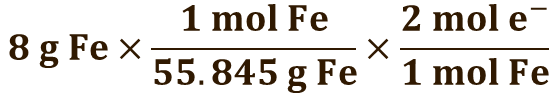 8 g Fe × 1 mol Fe / 55.845 g Fe × 2 mol e⁻ / 1 mol Fe